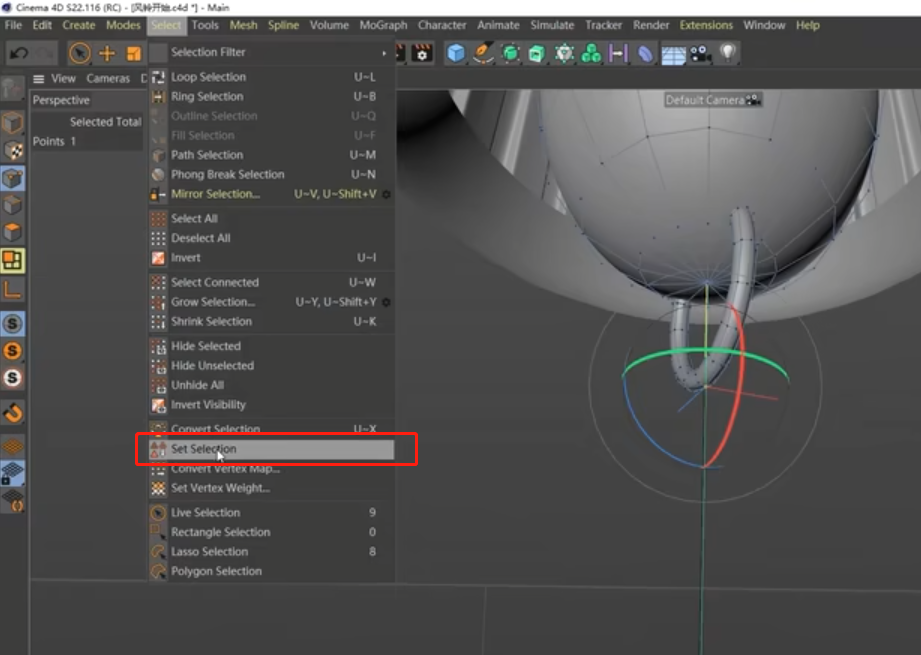 Cinema 4D S22.116 (RC) - [风铃开始.c4d *] - Main
File Edit Create Modes Select Tools Mesh Spline Volume MoGraph Character Animate Simulate Tracker Render Extensions Window Help
View Cameras D
Perspective
Default Camera
Selected Total
Points 1
Selection Filter
Loop Selection U~L
Ring Selection U~B
Outline Selection U~Q
Fill Selection U~F
Path Selection U~M
Phong Break Selection U~N
Mirror Selection... U~V, U~Shift+V
Select All
Deselect All
Invert U~I
Select Connected U~W
Grow Selection... U~Y, U~Shift+Y
Shrink Selection U~K
Hide Selected
Hide Unselected
Unhide All
Invert Visibility
Convert Selection U~X
Set Selection
Convert Vertex Map...
Set Vertex Weight...
Live Selection 9
Rectangle Selection 0
Lasso Selection 8
Polygon Selection